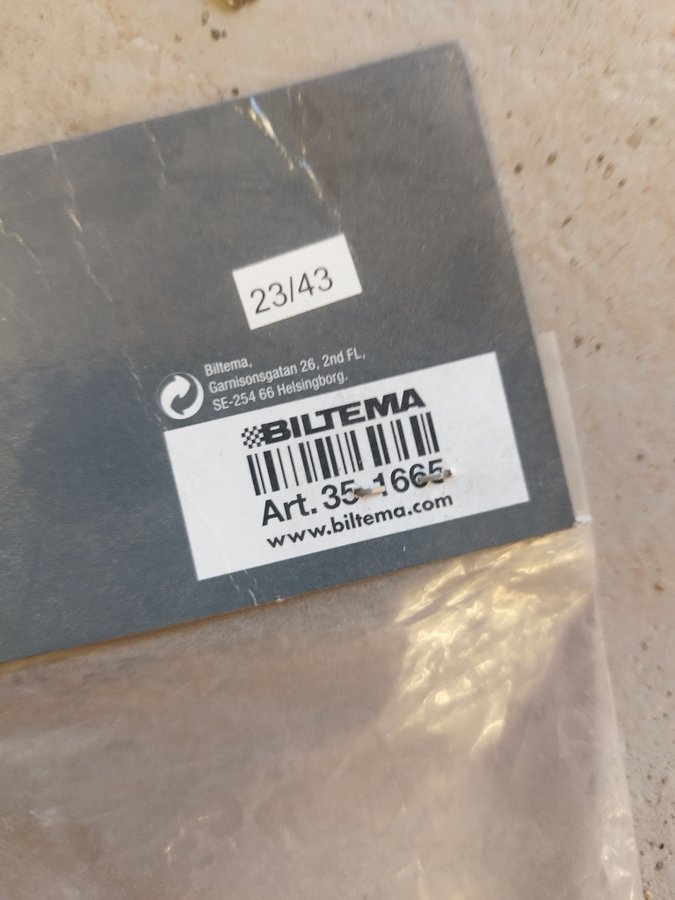 23/43
Biltema,
Garnisonsgatan 26, 2nd FL,
SE-254 66 Helsingborg.
BILTEMA
Art. 35-1665
www.biltema.com